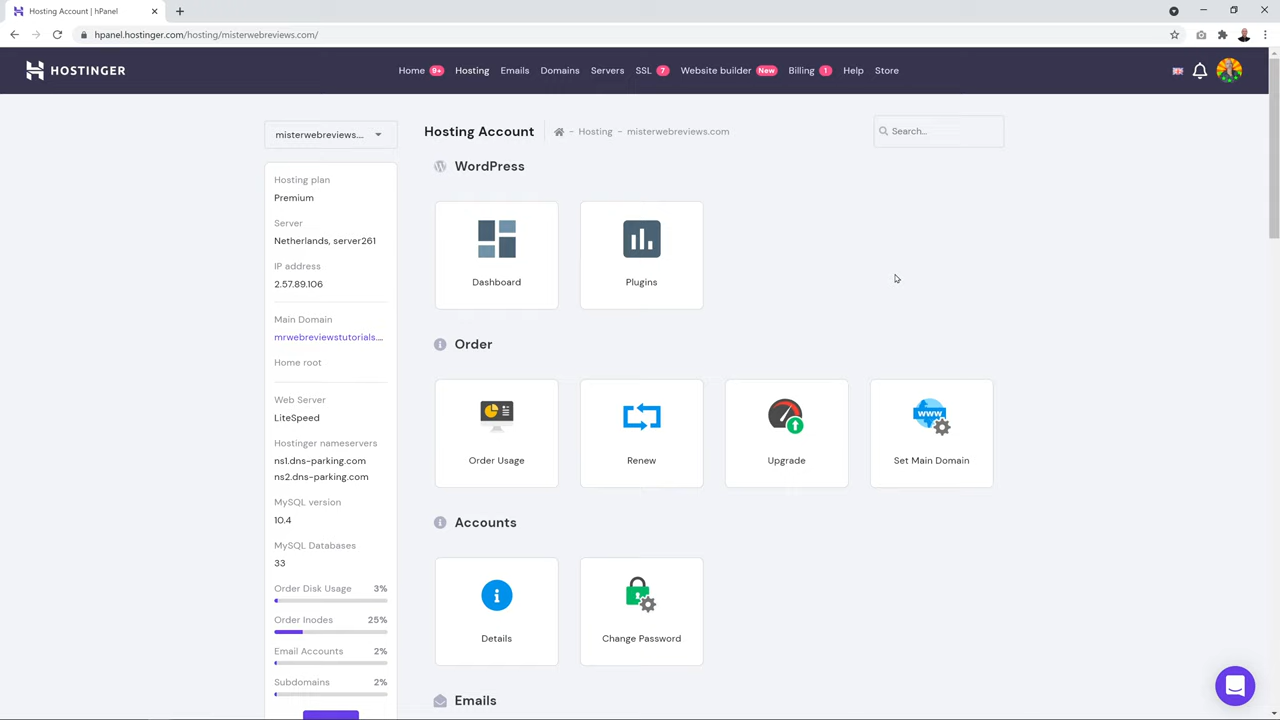 Hosting Account | hPanel
hpanel.hostinger.com/hosting/misterwebreviews.com/
HOSTINGER
Home 9+ Hosting Emails Domains Servers SSL 7 Website builder New Billing 1 Help Store
misterwebreviews....
Hosting Account
- Hosting - misterwebreviews.com
Search...
Hosting plan
Premium
Server
Netherlands, server261
IP address
2.57.89.106
Main Domain
mrwebreviewstutorials....
Home root
Web Server
LiteSpeed
Hostinger nameservers
ns1.dns-parking.com
ns2.dns-parking.com
MySQL version
10.4
MySQL Databases
33
Order Disk Usage 3%
Order Inodes 25%
Email Accounts 2%
Subdomains 2%
WordPress
Dashboard
Plugins
Order
Order Usage
Renew
Upgrade
www
Set Main Domain
Accounts
Details
Change Password
Emails